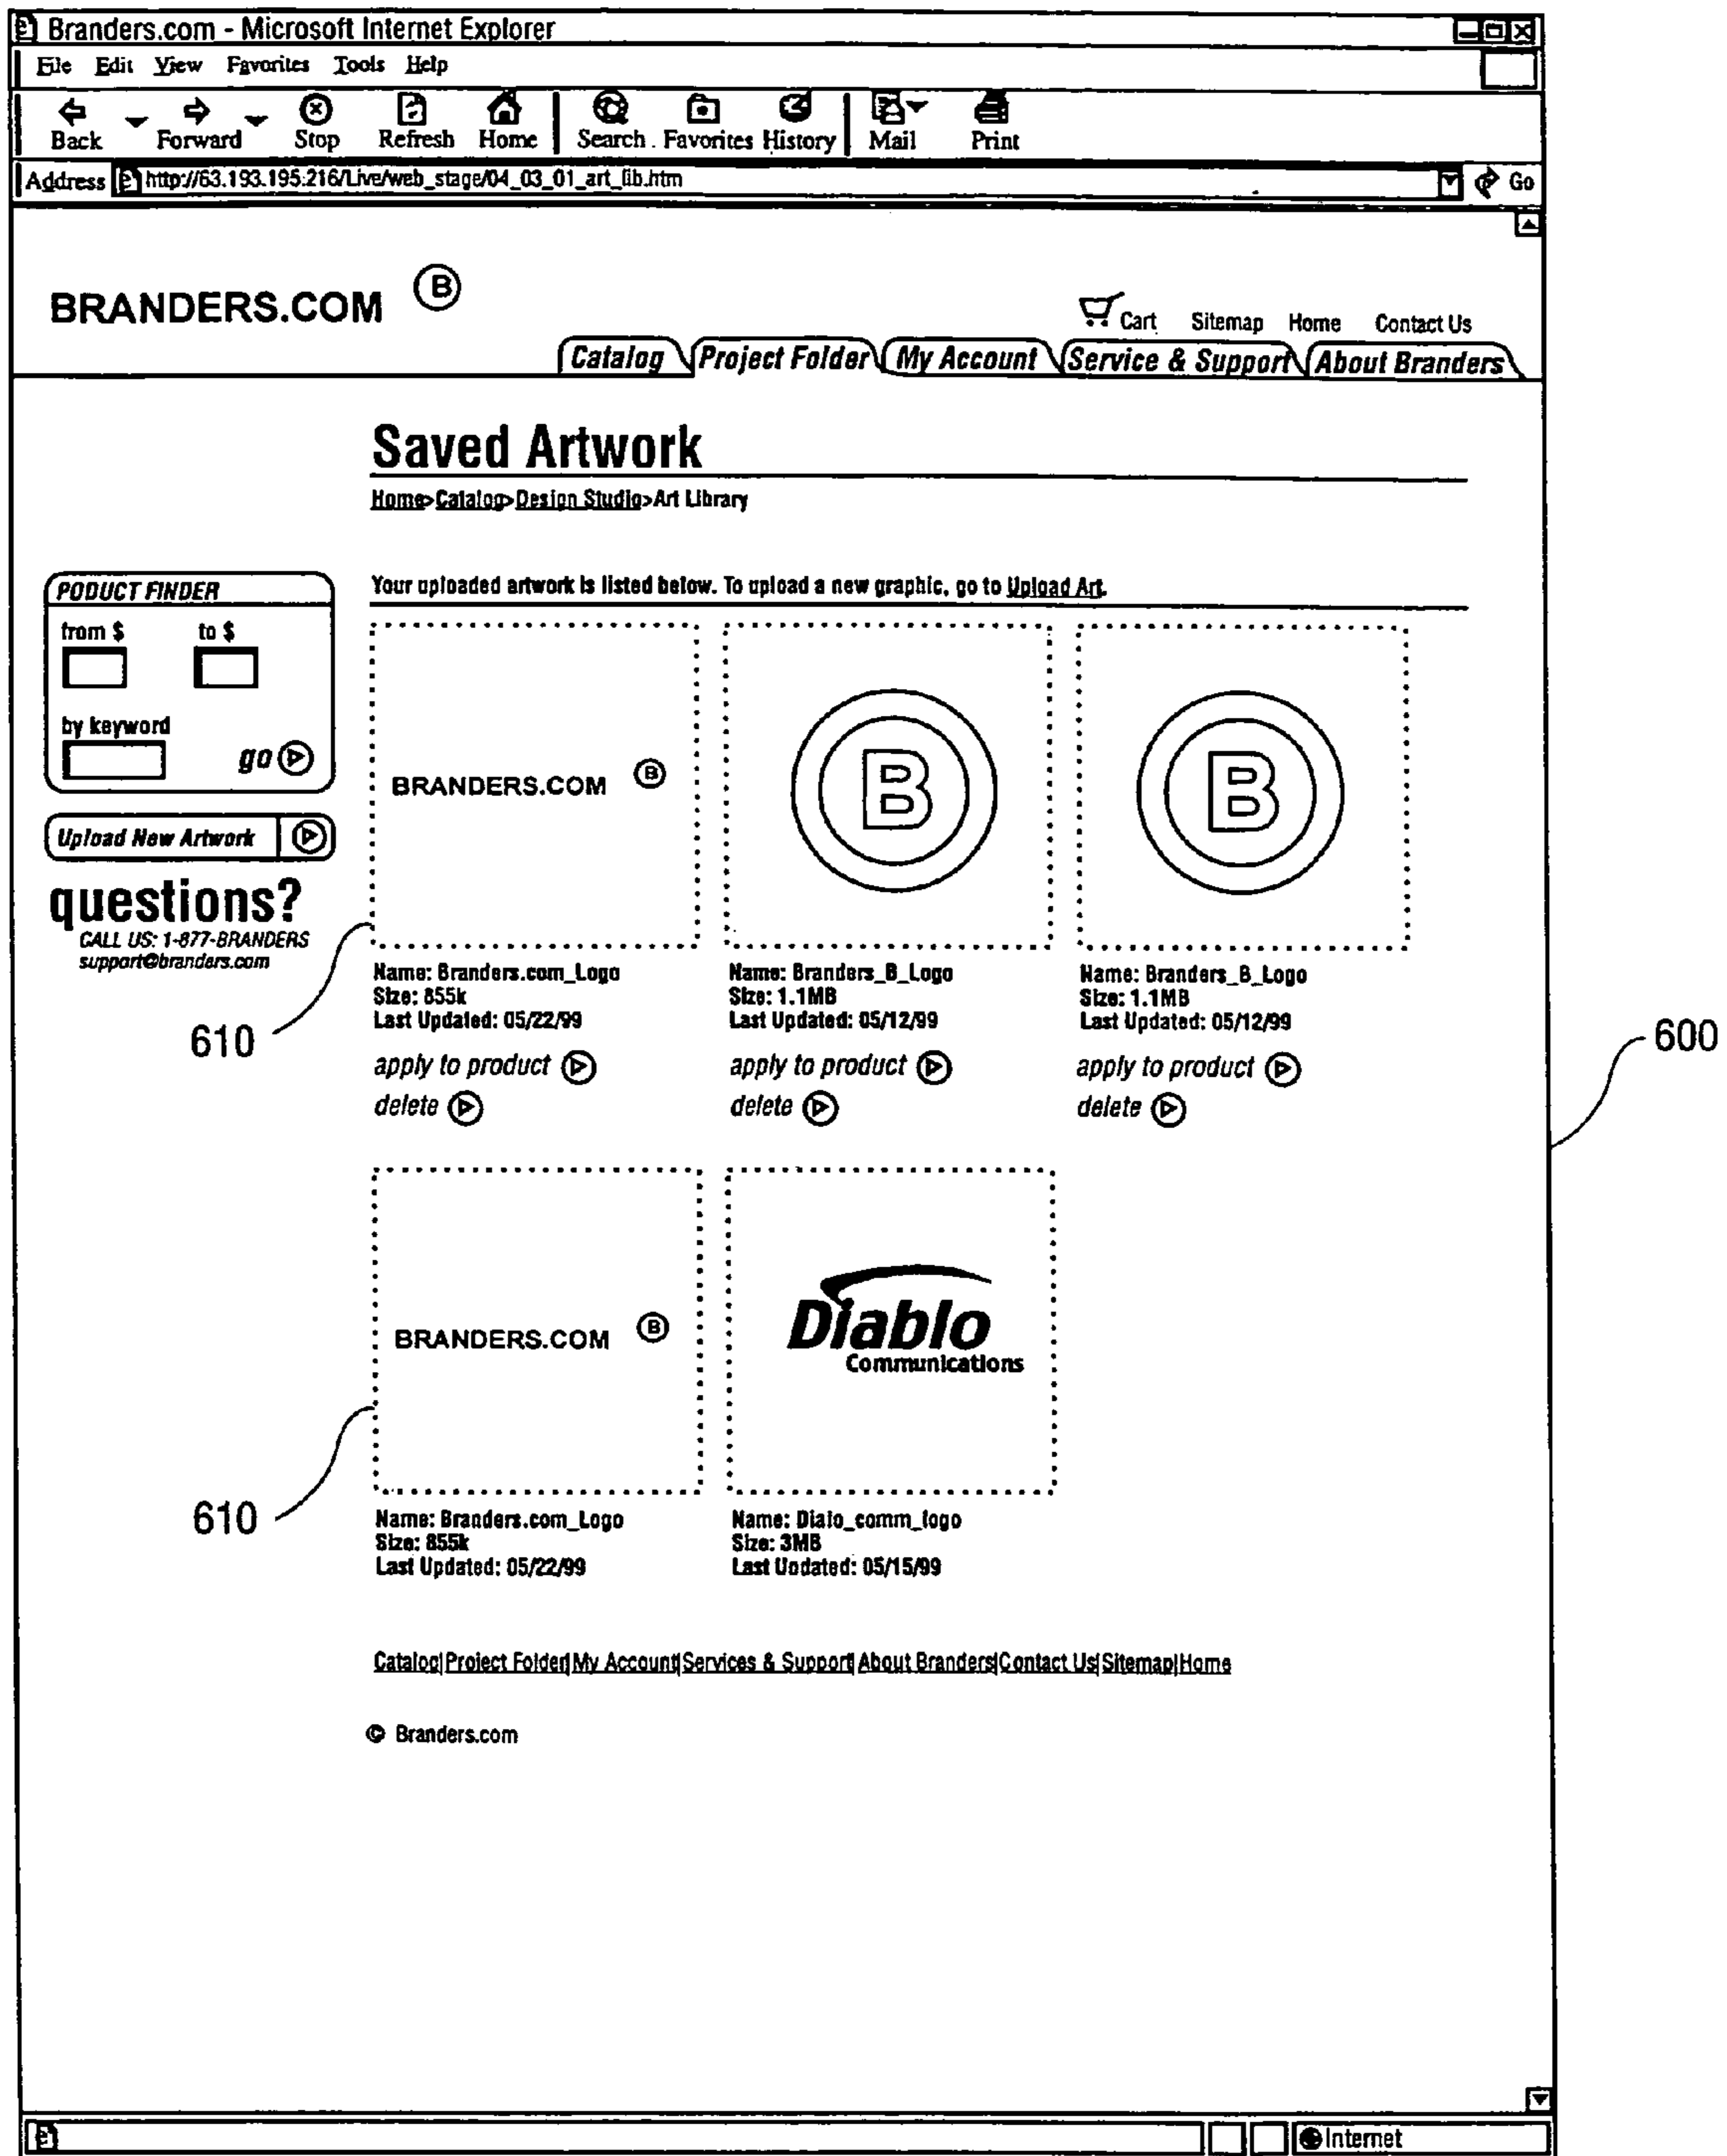 Branders.com - Microsoft Internet Explorer
File Edit View Favorites Tools Help
Back Forward Stop Refresh Home Search Favorites History Mail Print
Address http://63.193.195.216/Live/web_stage/04_03_01_art_lib.htm Go
BRANDERS.COM B
Cart Sitemap Home Contact Us
Catalog Project Folder My Account Service & Support About Branders
Saved Artwork
Home>Catalog>Design Studio>Art Library
PODUCT FINDER
from $ to $
by keyword
go
Upload New Artwork
questions?
CALL US: 1-877-BRANDERS
support@branders.com
Your uploaded artwork is listed below. To upload a new graphic, go to Upload Art.
BRANDERS.COM B
B
B
610
Name: Branders.com_Logo
Size: 855k
Last Updated: 05/22/99
apply to product
delete
Name: Branders_B_Logo
Size: 1.1MB
Last Updated: 05/12/99
apply to product
delete
Name: Branders_B_Logo
Size: 1.1MB
Last Updated: 05/12/99
apply to product
delete
600
BRANDERS.COM B
Diablo
Communications
610
Name: Branders.com_Logo
Size: 855k
Last Updated: 05/22/99
Name: Dialo_comm_logo
Size: 3MB
Last Updated: 05/15/99
Catalog|Project Folder|My Account|Services & Support|About Branders|Contact Us|Sitemap|Home
© Branders.com
Internet